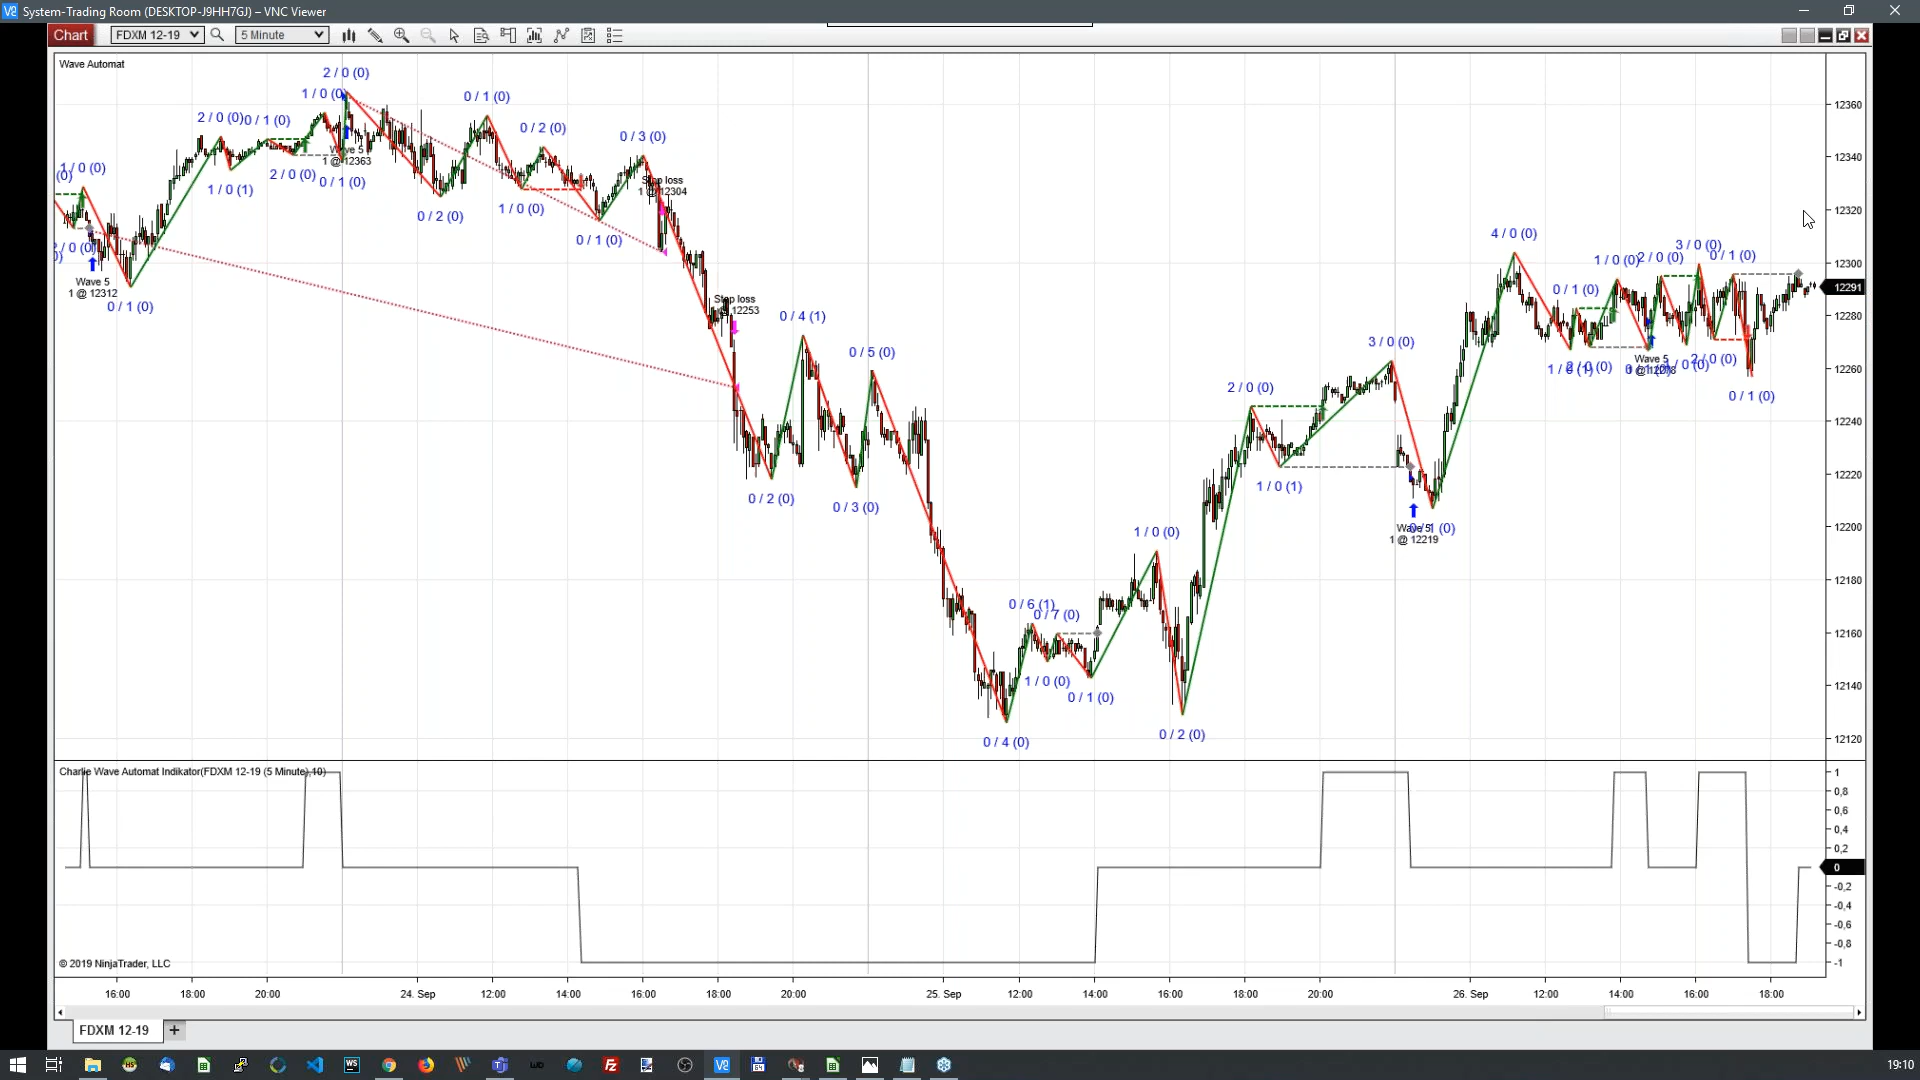 System-Trading Room (DESKTOP-J9HH7GJ) – VNC Viewer
Chart
FDXM 12-19
5 Minute
Wave Automat
2 / 0 (0)
1 / 0 (0)
0 / 1 (0)
2 / 0 (0)
0 / 1 (0)
0 / 2 (0)
0 / 3 (0)
12360
12340
12320
12300
12291
12280
12260
12240
12220
12200
12180
12160
12140
12120
1 / 0 (0)
1 / 0 (1)
2 / 0 (0)
0 / 1 (0)
1 @ 12363
0 / 2 (0)
1 / 0 (0)
0 / 1 (0)
Stop loss
1 @ 12304
Wave 5
1 @ 12312
0 / 1 (0)
Stop loss
0 / 4 (1)
0 / 5 (0)
0 / 2 (0)
0 / 3 (0)
4 / 0 (0)
3 / 0 (0)
1 / 0 (0)
2 / 0 (0)
0 / 1 (0)
0 / 1 (0)
3 / 0 (0)
Wave 5
2 / 0 (0)
0 / 1 (0)
2 / 0 (0)
1 / 0 (1)
1 @ 12219
1 / 0 (0)
0 / 6 (1)
0 / 7 (0)
1 / 0 (0)
0 / 1 (0)
0 / 4 (0)
0 / 2 (0)
Charlie Wave Automat Indikator(FDXM 12-19 (5 Minute),10)
1
0,8
0,6
0,4
0,2
0
-0,2
-0,4
-0,6
-0,8
-1
© 2019 NinjaTrader, LLC
16:00 18:00 20:00 24. Sep 12:00 14:00 16:00 18:00 20:00 25. Sep 12:00 14:00 16:00 18:00 20:00 26. Sep 12:00 14:00 16:00 18:00
FDXM 12-19
+
19:10